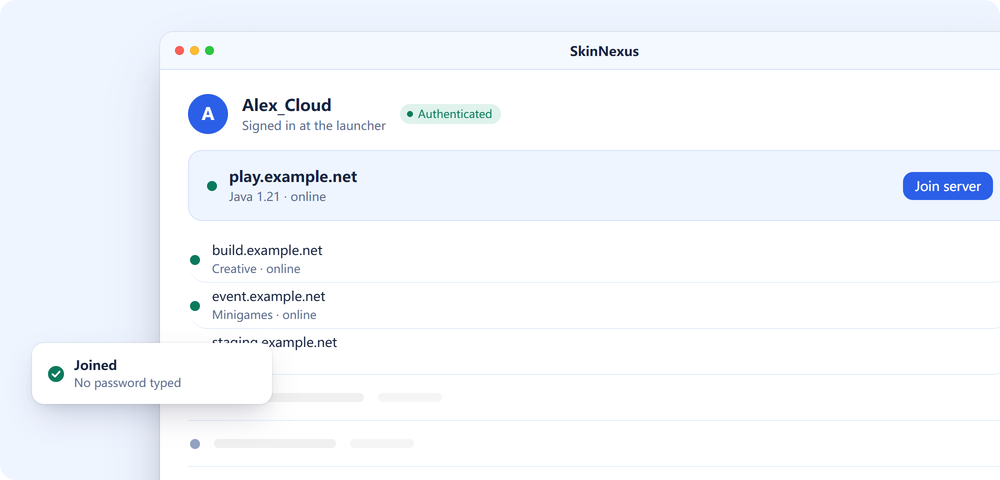 SkinNexus
A
Alex_Cloud
Signed in at the launcher
Authenticated
play.example.net
Java 1.21 · online
Join server
build.example.net
Creative · online
event.example.net
Minigames · online
staging.example.net
Joined
No password typed